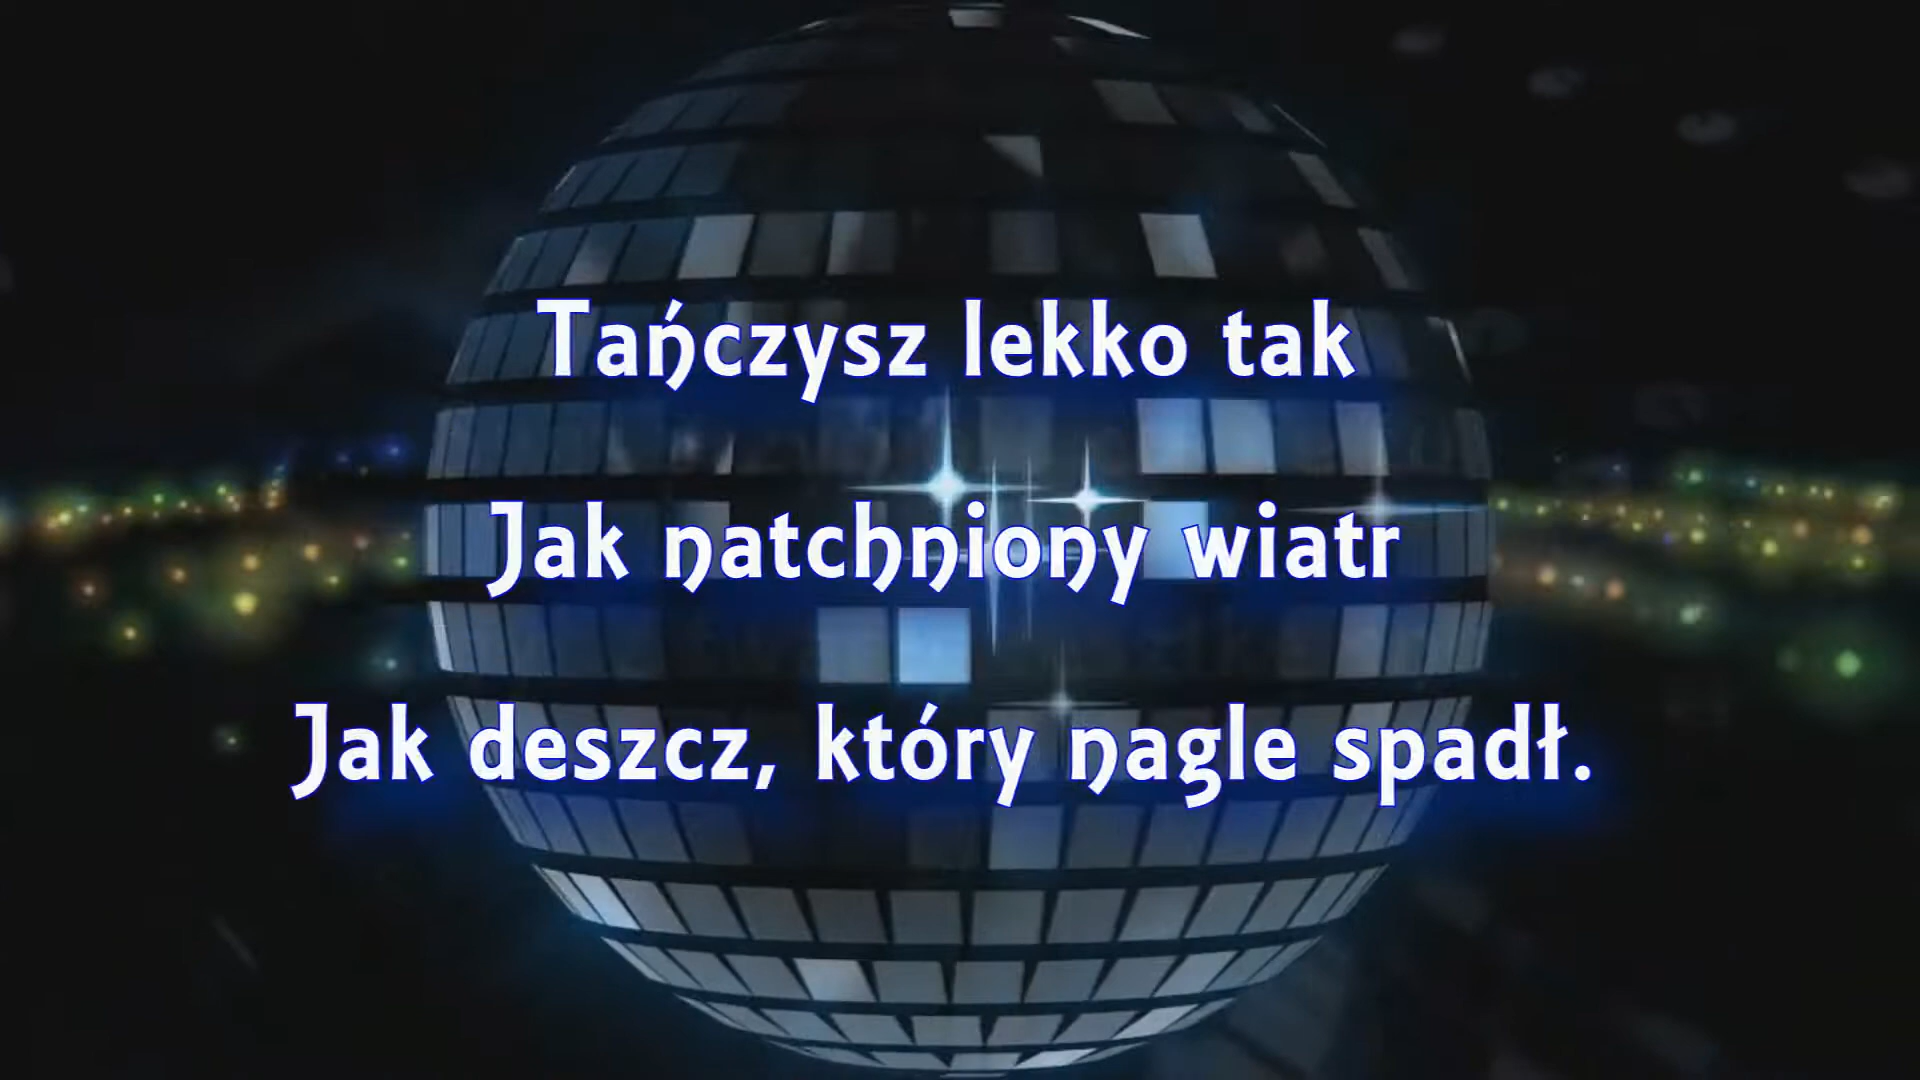 Tańczysz lekko tak
Jak natchniony wiatr
Jak deszcz, który nagle spadł.